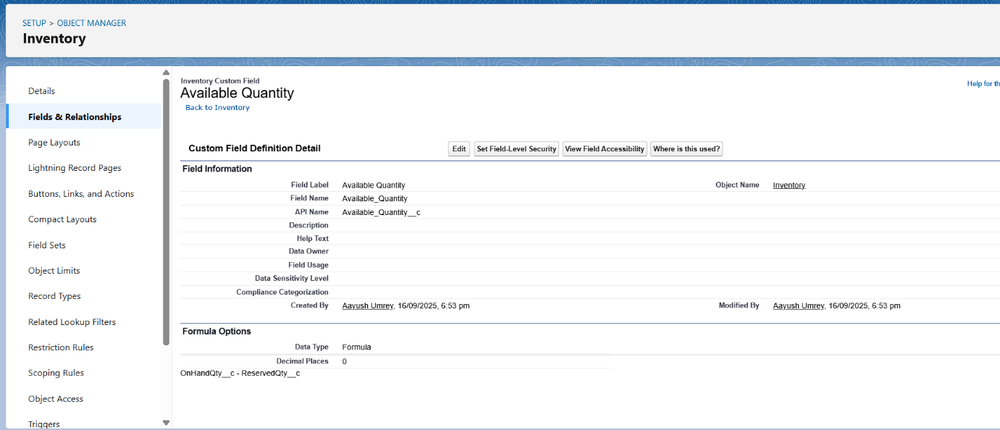 SETUP > OBJECT MANAGER
Inventory
Details
Fields & Relationships
Page Layouts
Lightning Record Pages
Buttons, Links, and Actions
Compact Layouts
Field Sets
Object Limits
Record Types
Related Lookup Filters
Restriction Rules
Scoping Rules
Object Access
Triggers
Inventory Custom Field
Available Quantity
Back to Inventory
Help for th
Custom Field Definition Detail Edit Set Field-Level Security View Field Accessibility Where is this used?
Field Information
Field Label Available Quantity Object Name Inventory
Field Name Available_Quantity
API Name Available_Quantity__c
Description
Help Text
Data Owner
Field Usage
Data Sensitivity Level
Compliance Categorization
Created By Aayush Umrey, 16/09/2025, 6:53 pm Modified By Aayush Umrey, 16/09/2025, 6:53 pm
Formula Options
Data Type Formula
Decimal Places 0
OnHandQty__c - ReservedQty__c